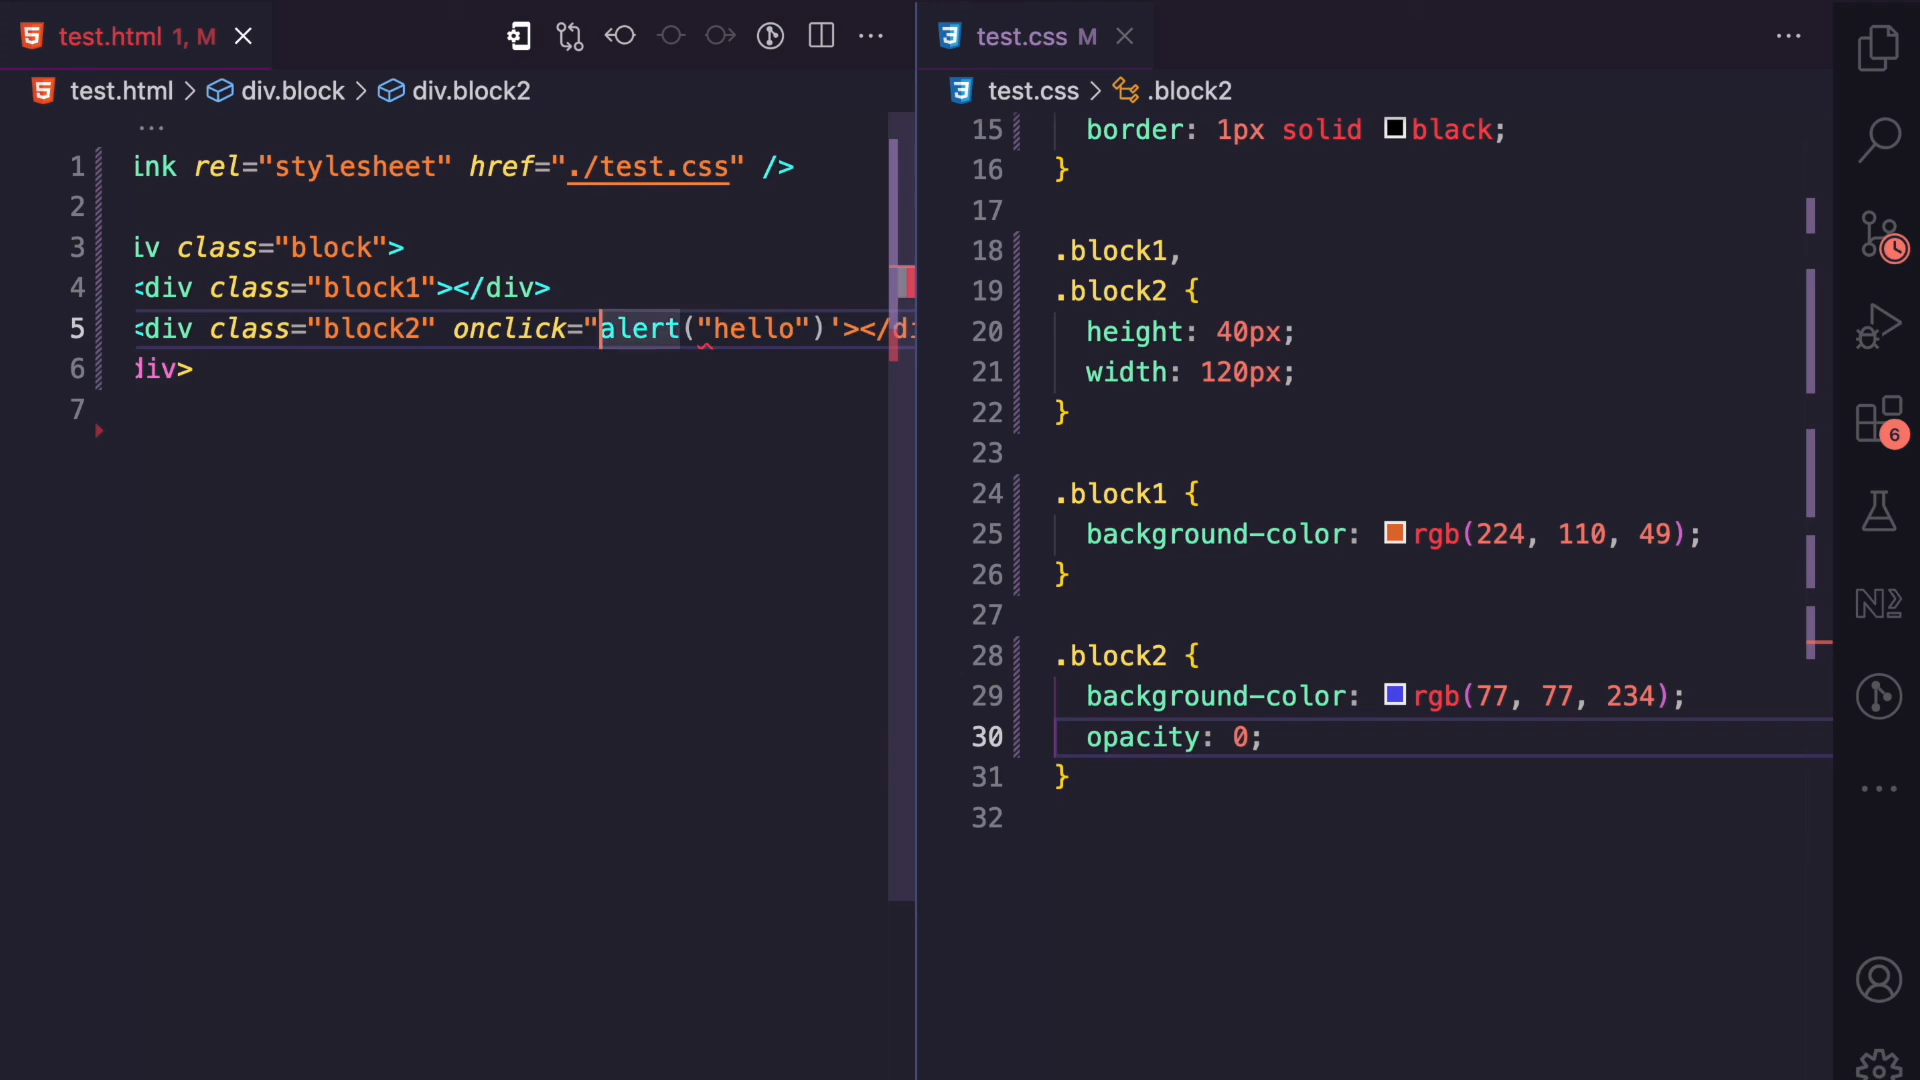 test.html 1, M
test.html > div.block > div.block2
...
1 ink rel="stylesheet" href="./test.css" />
2
3 iv class="block">
4 <div class="block1"></div>
5 <div class="block2" onclick="alert("hello")'></di
6 div>
7
test.css M
test.css > .block2
15 border: 1px solid black;
16 }
17
18 .block1,
19 .block2 {
20 height: 40px;
21 width: 120px;
22 }
23
24 .block1 {
25 background-color: rgb(224, 110, 49);
26 }
27
28 .block2 {
29 background-color: rgb(77, 77, 234);
30 opacity: 0;
31 }
32
6